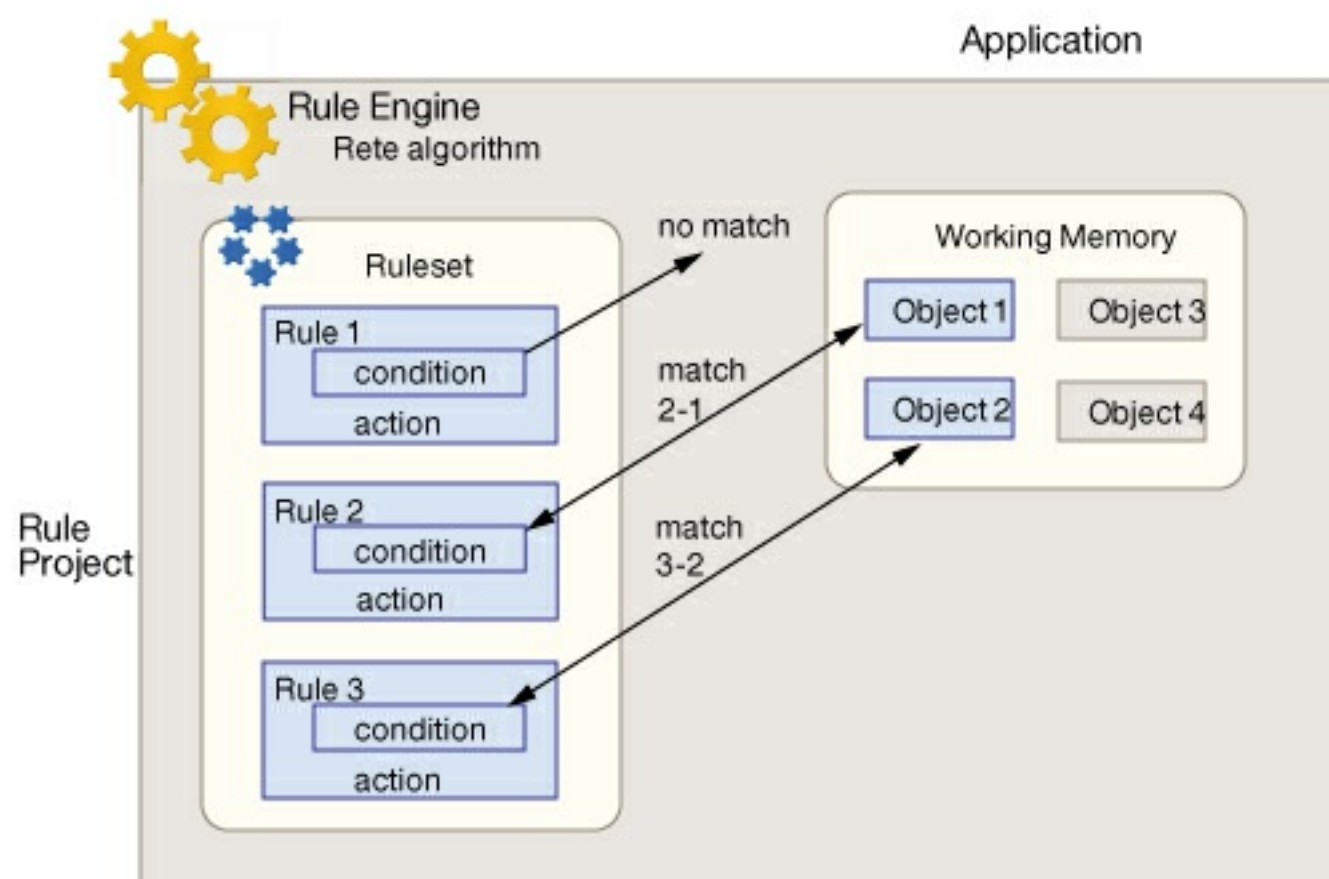 Application
Rule Engine
Rete algorithm
Ruleset
Rule 1
condition
action
Rule 2
condition
action
Rule 3
condition
action
no match
match
2-1
match
3-2
Working Memory
Object 1
Object 3
Object 2
Object 4
Rule
Project